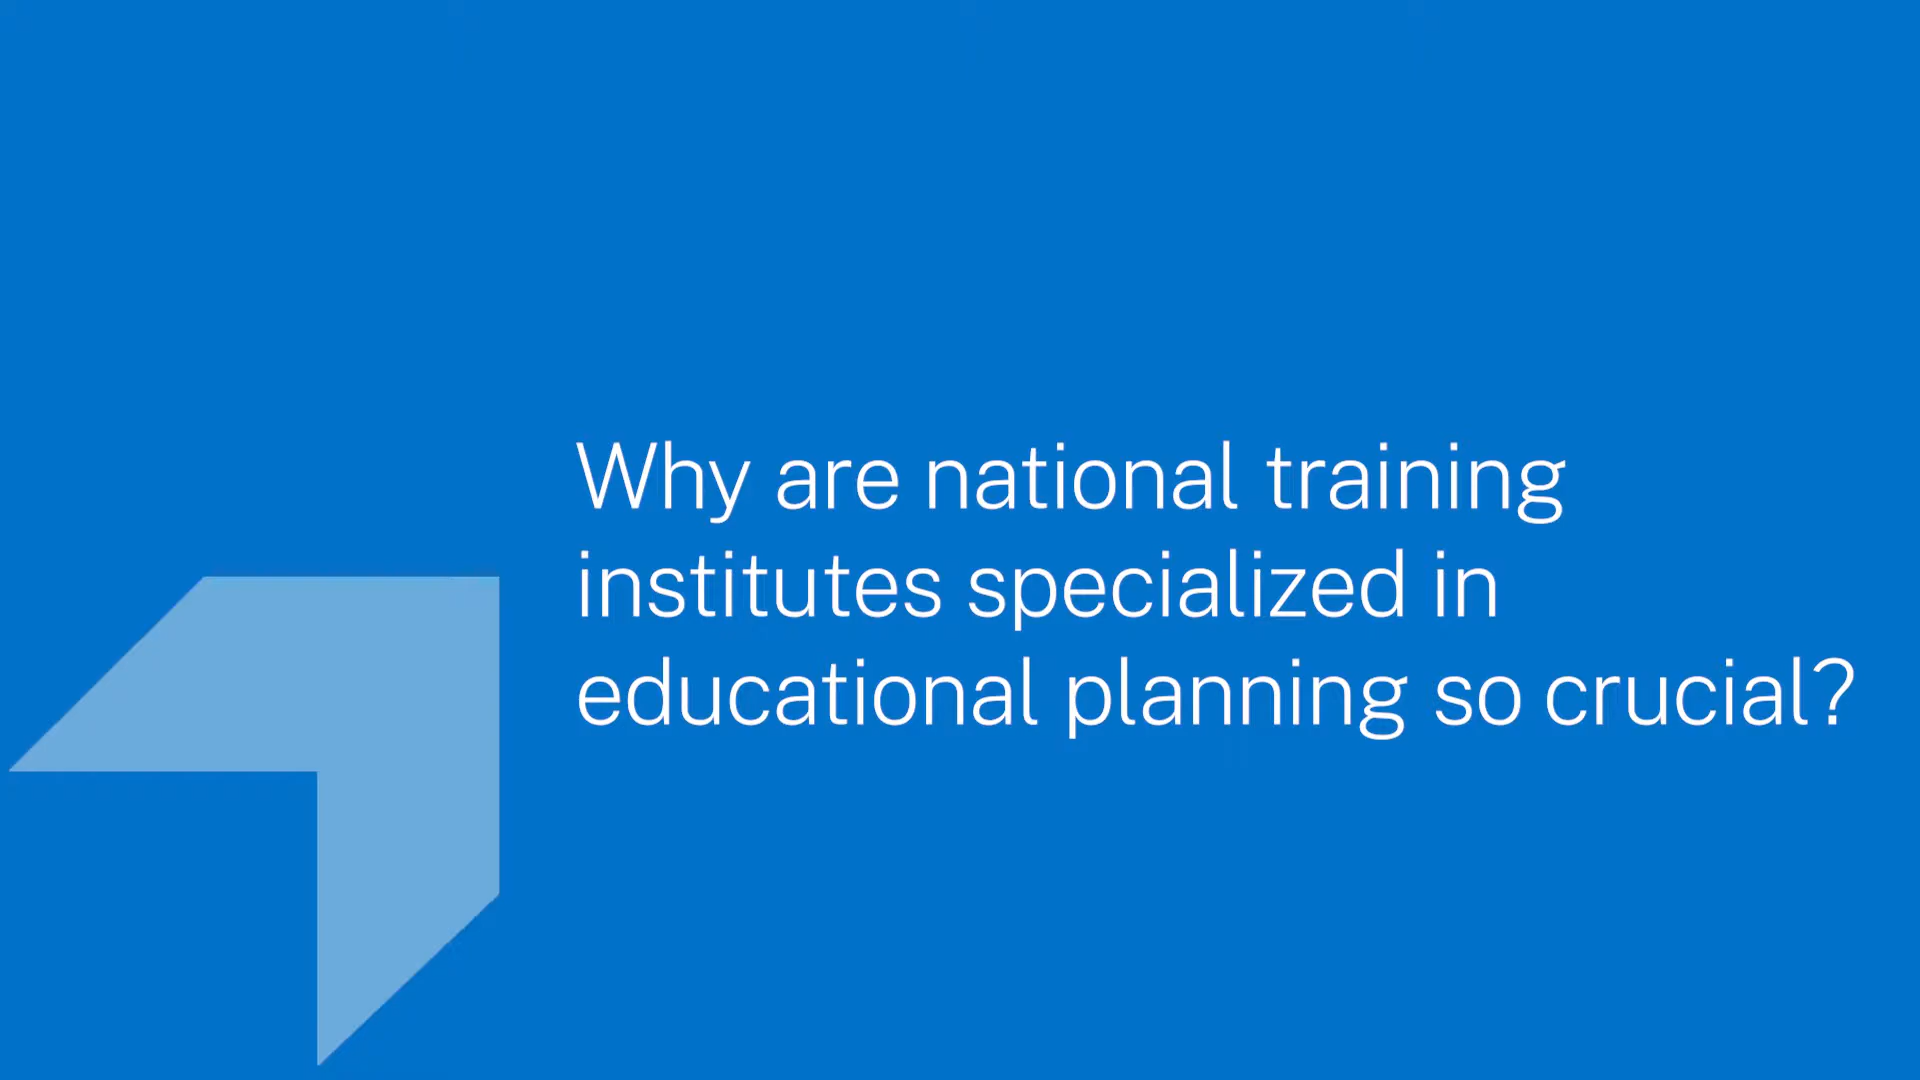 Why are national training
institutes specialized in
educational planning so crucial?